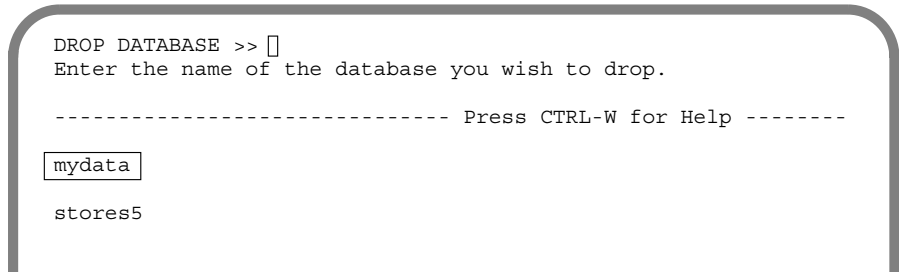 DROP DATABASE >>
Enter the name of the database you wish to drop.
------------------------------- Press CTRL-W for Help --------
mydata
stores5